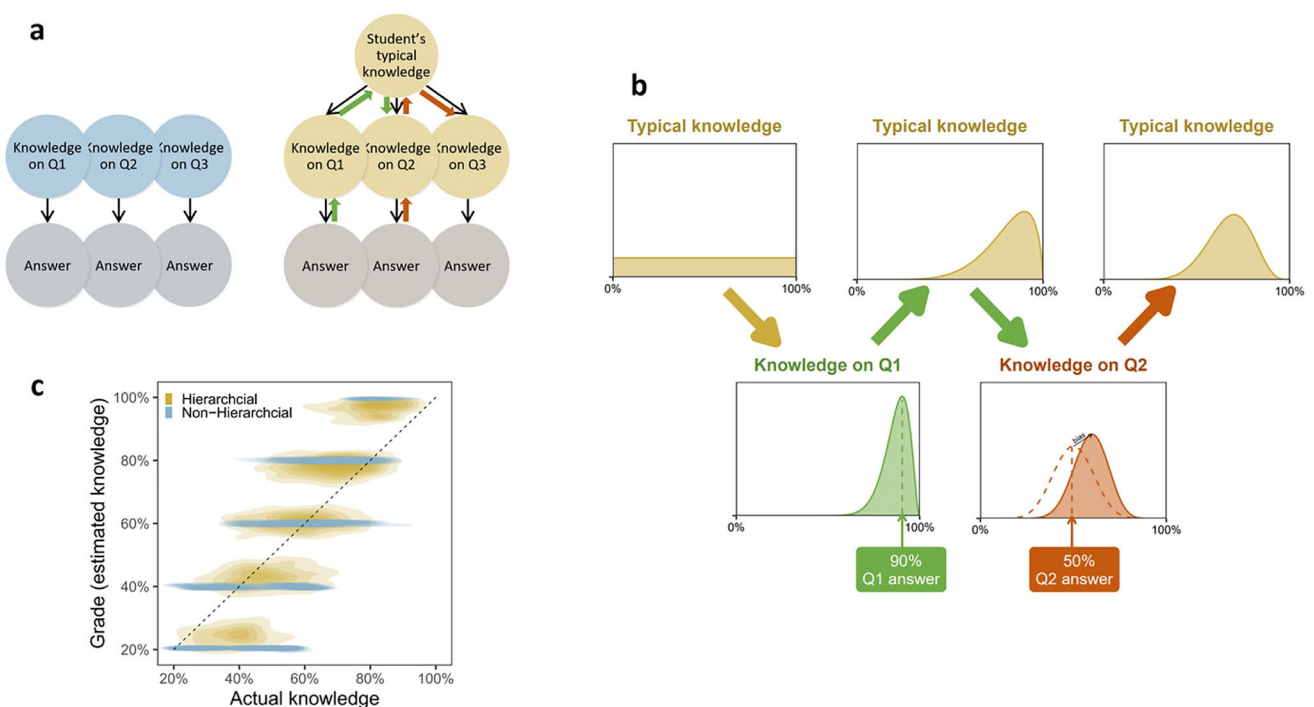 a
Student's
typical
knowledge
Knowledge
on Q1
Knowledge
on Q2
Knowledge
on Q3
Answer
Answer
Answer
Knowledge
on Q1
Knowledge
on Q2
Knowledge
on Q3
Answer
Answer
Answer
b
Typical knowledge
0%
100%
Typical knowledge
0%
100%
Typical knowledge
0%
100%
Knowledge on Q1
0%
100%
90%
Q1 answer
Knowledge on Q2
bias
0%
100%
50%
Q2 answer
c
Hierarchcial
Non-Hierarchcial
Grade (estimated knowledge)
100%
80%
60%
40%
20%
20%
40%
60%
80%
100%
Actual knowledge